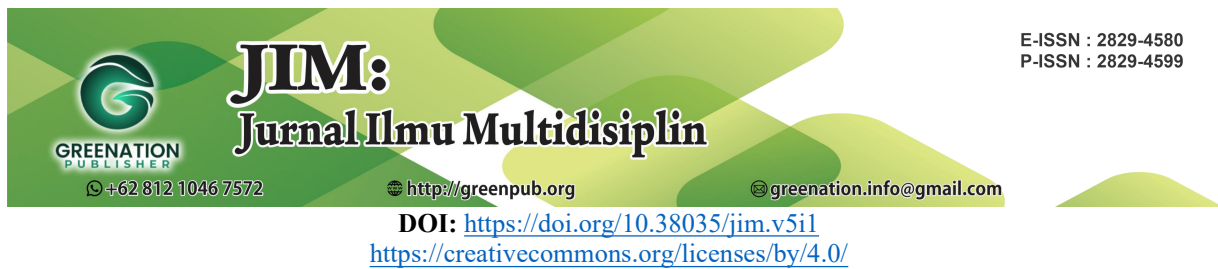 E-ISSN : 2829-4580
P-ISSN : 2829-4599
JIM:
Jurnal Ilmu Multidisiplin
GREENATION
PUBLISHER
+62 812 1046 7572 http://greenpub.org greenation.info@gmail.com
DOI: https://doi.org/10.38035/jim.v5i1
https://creativecommons.org/licenses/by/4.0/